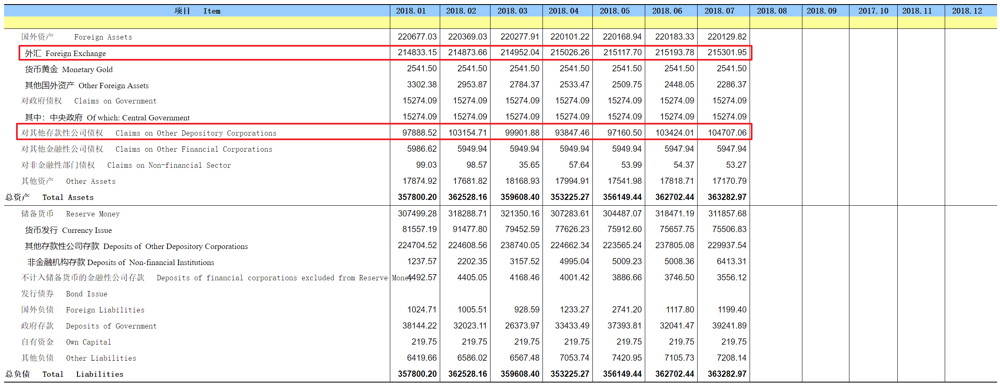 项目 Item 2018.01 2018.02 2018.03 2018.04 2018.05 2018.06 2018.07 2018.08 2018.09 2017.10 2018.11 2018.12
国外资产 Foreign Assets 220677.03 220369.03 220277.91 220101.22 220168.94 220183.33 220129.82
外汇 Foreign Exchange 214833.15 214873.66 214952.04 215026.26 215117.70 215193.78 215301.95
货币黄金 Monetary Gold 2541.50 2541.50 2541.50 2541.50 2541.50 2541.50 2541.50
其他国外资产 Other Foreign Assets 3302.38 2953.87 2784.37 2533.47 2509.75 2448.05 2286.37
对政府债权 Claims on Government 15274.09 15274.09 15274.09 15274.09 15274.09 15274.09 15274.09
其中：中央政府 Of which: Central Government 15274.09 15274.09 15274.09 15274.09 15274.09 15274.09 15274.09
对其他存款性公司债权 Claims on Other Depository Corporations 97888.52 103154.71 99901.88 93847.46 97160.50 103424.01 104707.06
对其他金融性公司债权 Claims on Other Financial Corporations 5986.62 5949.94 5949.94 5949.94 5949.94 5947.94 5947.94
对非金融性部门债权 Claims on Non-financial Sector 99.03 98.57 35.65 57.64 53.99 54.37 53.27
其他资产 Other Assets 17874.92 17681.82 18168.93 17994.91 17541.98 17818.71 17170.79
总资产 Total Assets 357800.20 362528.16 359608.40 353225.27 356149.44 362702.44 363282.97
储备货币 Reserve Money 307499.28 318288.71 321350.16 307283.61 304487.07 318471.19 311857.68
货币发行 Currency Issue 81557.19 91477.80 79452.59 77626.23 75912.60 75657.75 75506.83
其他存款性公司存款 Deposits of Other Depository Corporations 224704.52 224608.56 238740.05 224662.34 223565.24 237805.08 229937.54
非金融机构存款 Deposits of Non-financial Institutions 1237.57 2202.35 3157.52 4995.04 5009.23 5008.36 6413.31
不计入储备货币的金融性公司存款 Deposits of financial corporations excluded from Reserve Money 4492.57 4405.05 4168.46 4001.42 3886.66 3746.50 3556.12
发行债券 Bond Issue
国外负债 Foreign Liabilities 1024.71 1005.51 928.59 1233.27 2741.20 1117.80 1199.40
政府存款 Deposits of Government 38144.22 32023.11 26373.97 33433.49 37393.81 32041.47 39241.89
自有资金 Own Capital 219.75 219.75 219.75 219.75 219.75 219.75 219.75
其他负债 Other Liabilities 6419.66 6586.02 6567.48 7053.74 7420.95 7105.73 7208.14
总负债 Total Liabilities 357800.20 362528.16 359608.40 353225.27 356149.44 362702.44 363282.97